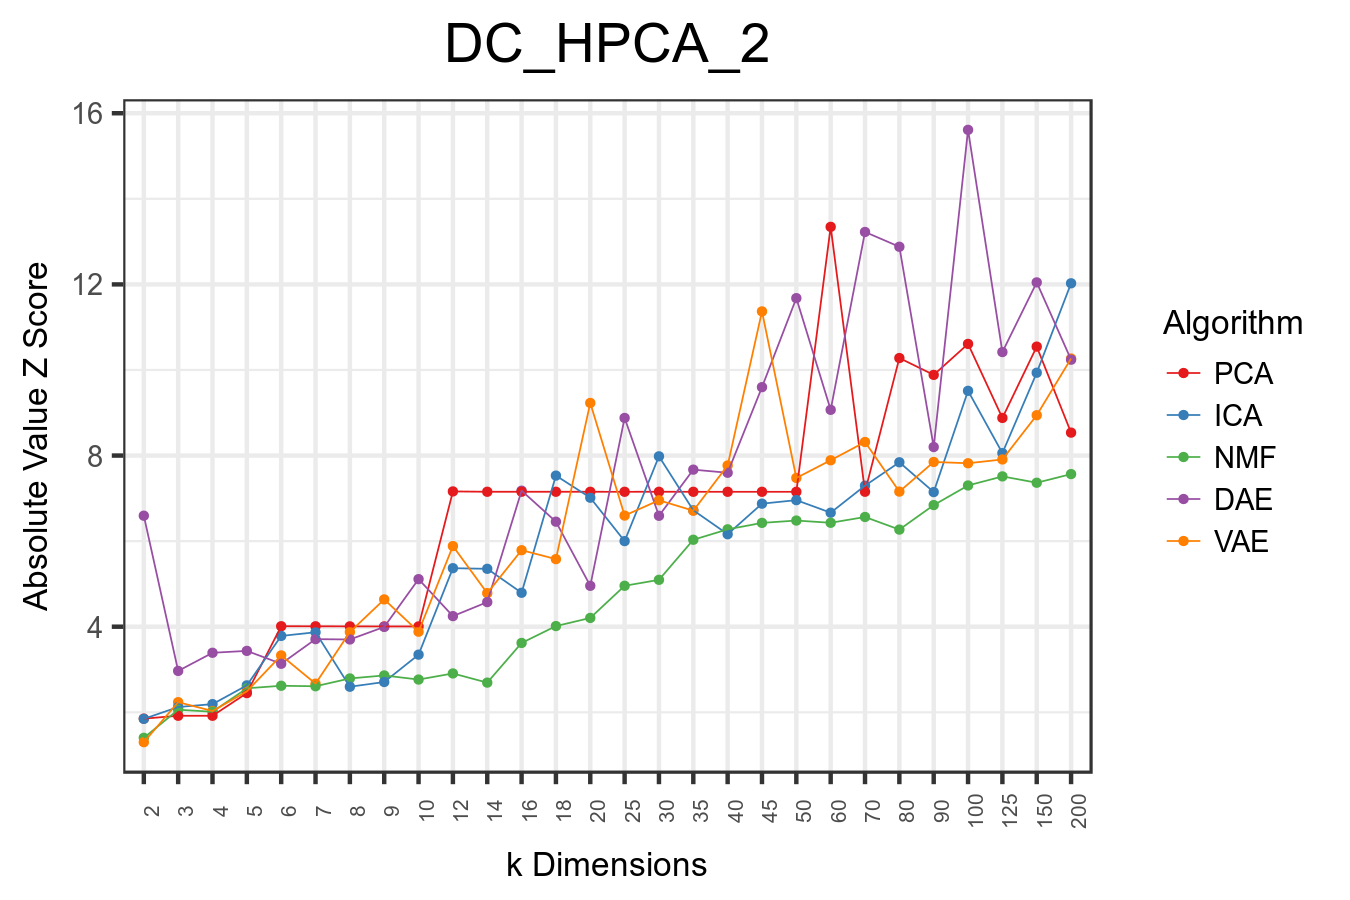 DC_HPCA_2
Absolute Value Z Score
16
12
8
4
2 3 4 5 6 7 8 9 10 12 14 16 18 20 25 30 35 40 45 50 60 70 80 90 100 125 150 200
k Dimensions
Algorithm
PCA
ICA
NMF
DAE
VAE